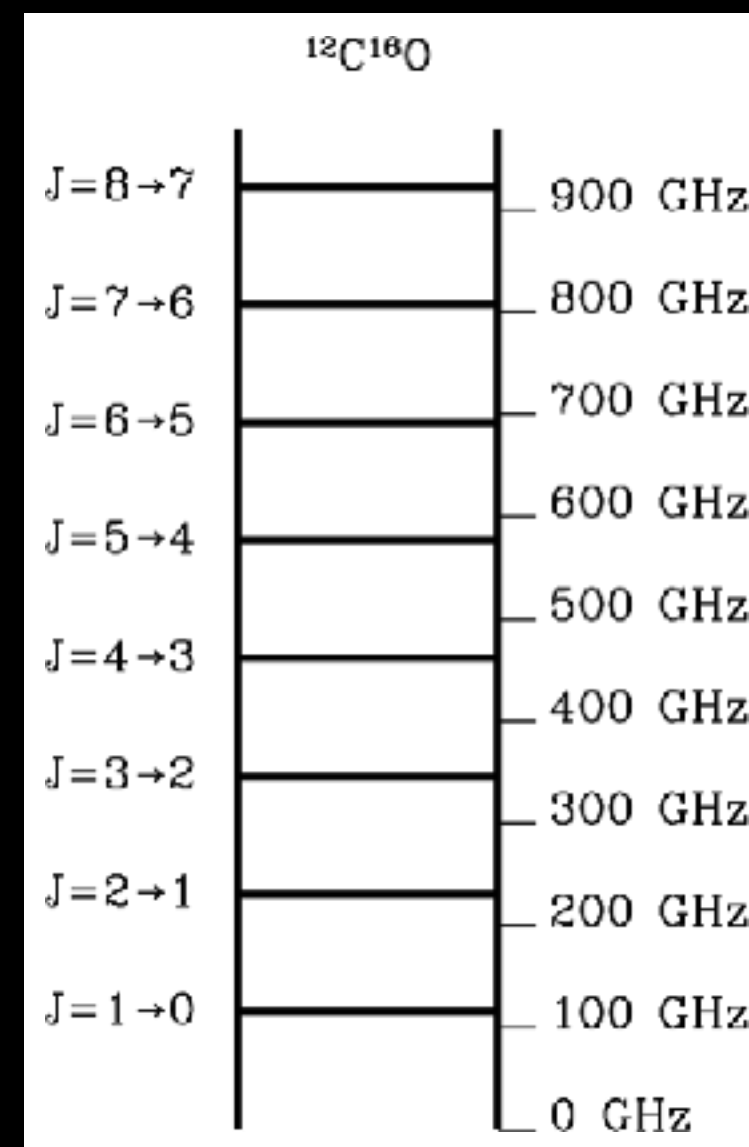 ¹²C¹⁶O
J=8→7
900 GHz
J=7→6
800 GHz
J=6→5
700 GHz
600 GHz
J=5→4
500 GHz
J=4→3
400 GHz
J=3→2
300 GHz
J=2→1
200 GHz
J=1→0
100 GHz
0 GHz